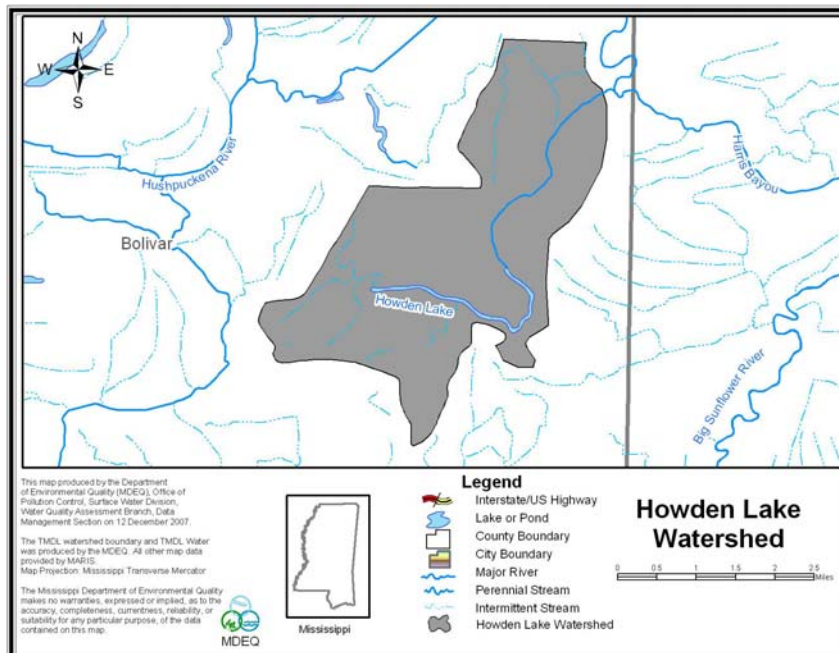 N
W E
S
Hushpuckena River
Harris Bayou
Bolivar
Howden Lake
Big Sunflower River
This map produced by the Department
of Environmental Quality (MDEQ), Office of
Pollution Control, Surface Water Division,
Water Quality Assessment Branch, Data
Management Section on 12 December 2007.
The TMDL watershed boundary and TMDL Water
was produced by the MDEQ. All other map data
provided by MARIS.
Map Projection: Mississippi Transverse Mercator
The Mississippi Department of Environmental Quality
makes no warranties, expressed or implied, as to the
accuracy, completeness, currentness, reliability, or
suitability for any particular purpose, of the data
contained on this map.
MDEQ
Mississippi
Legend
Interstate/US Highway
Lake or Pond
County Boundary
City Boundary
Major River
Perennial Stream
Intermittent Stream
Howden Lake Watershed
Howden Lake
Watershed
0 0.5 1 1.5 2 2.5
Miles